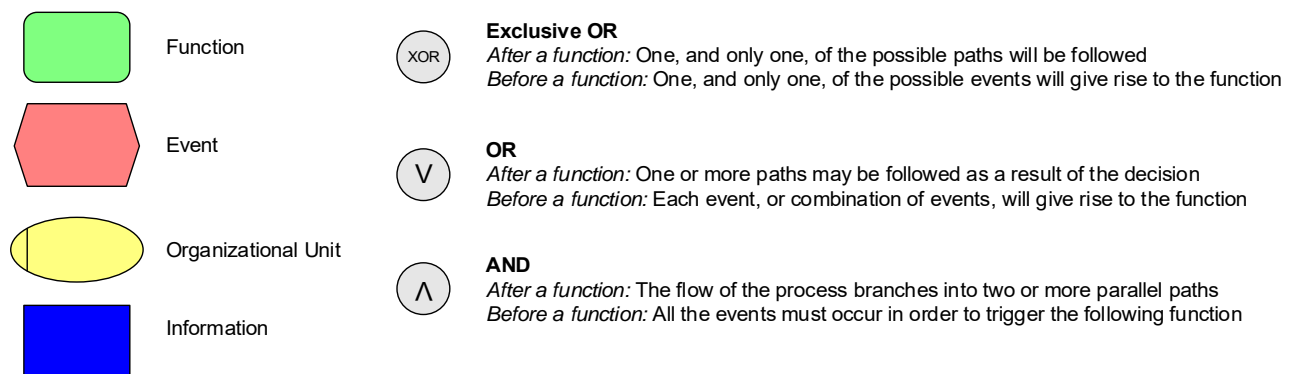 Function
XOR
Exclusive OR
After a function: One, and only one, of the possible paths will be followed
Before a function: One, and only one, of the possible events will give rise to the function
Event
V
OR
After a function: One or more paths may be followed as a result of the decision
Before a function: Each event, or combination of events, will give rise to the function
Organizational Unit
Λ
AND
After a function: The flow of the process branches into two or more parallel paths
Before a function: All the events must occur in order to trigger the following function
Information